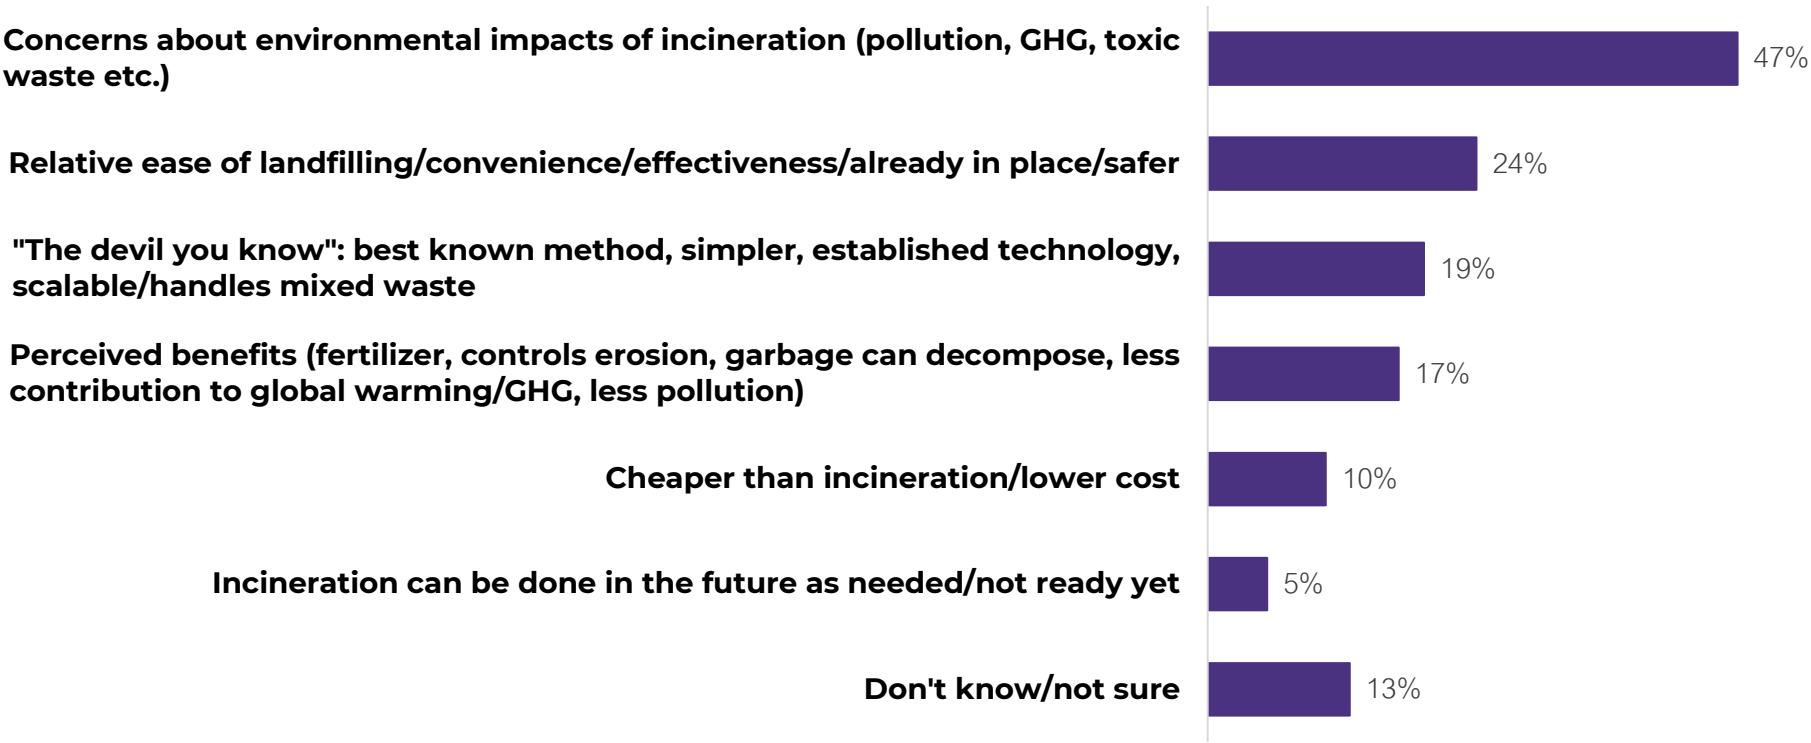 Concerns about environmental impacts of incineration (pollution, GHG, toxic
waste etc.)
47%
Relative ease of landfilling/convenience/effectiveness/already in place/safer
24%
"The devil you know": best known method, simpler, established technology,
scalable/handles mixed waste
19%
Perceived benefits (fertilizer, controls erosion, garbage can decompose, less
contribution to global warming/GHG, less pollution)
17%
Cheaper than incineration/lower cost
10%
Incineration can be done in the future as needed/not ready yet
5%
Don't know/not sure
13%